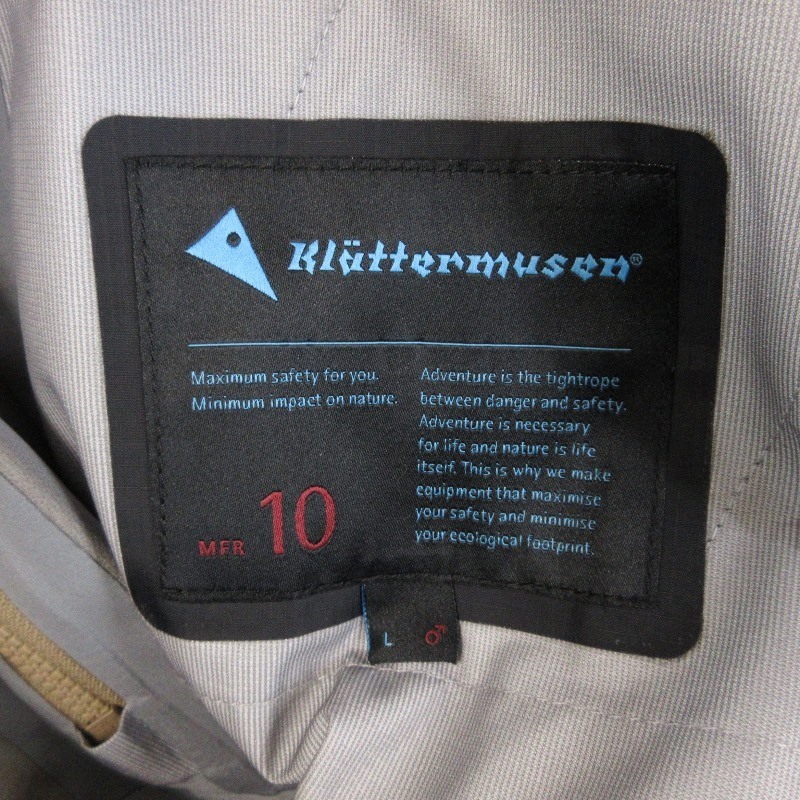 Klättermusen®
Maximum safety for you.
Minimum impact on nature.
Adventure is the tightrope
between danger and safety.
Adventure is necessary
for life and nature is life
itself. This is why we make
equipment that maximise
your safety and minimise
your ecological footprint.
MFR 10
L ♂